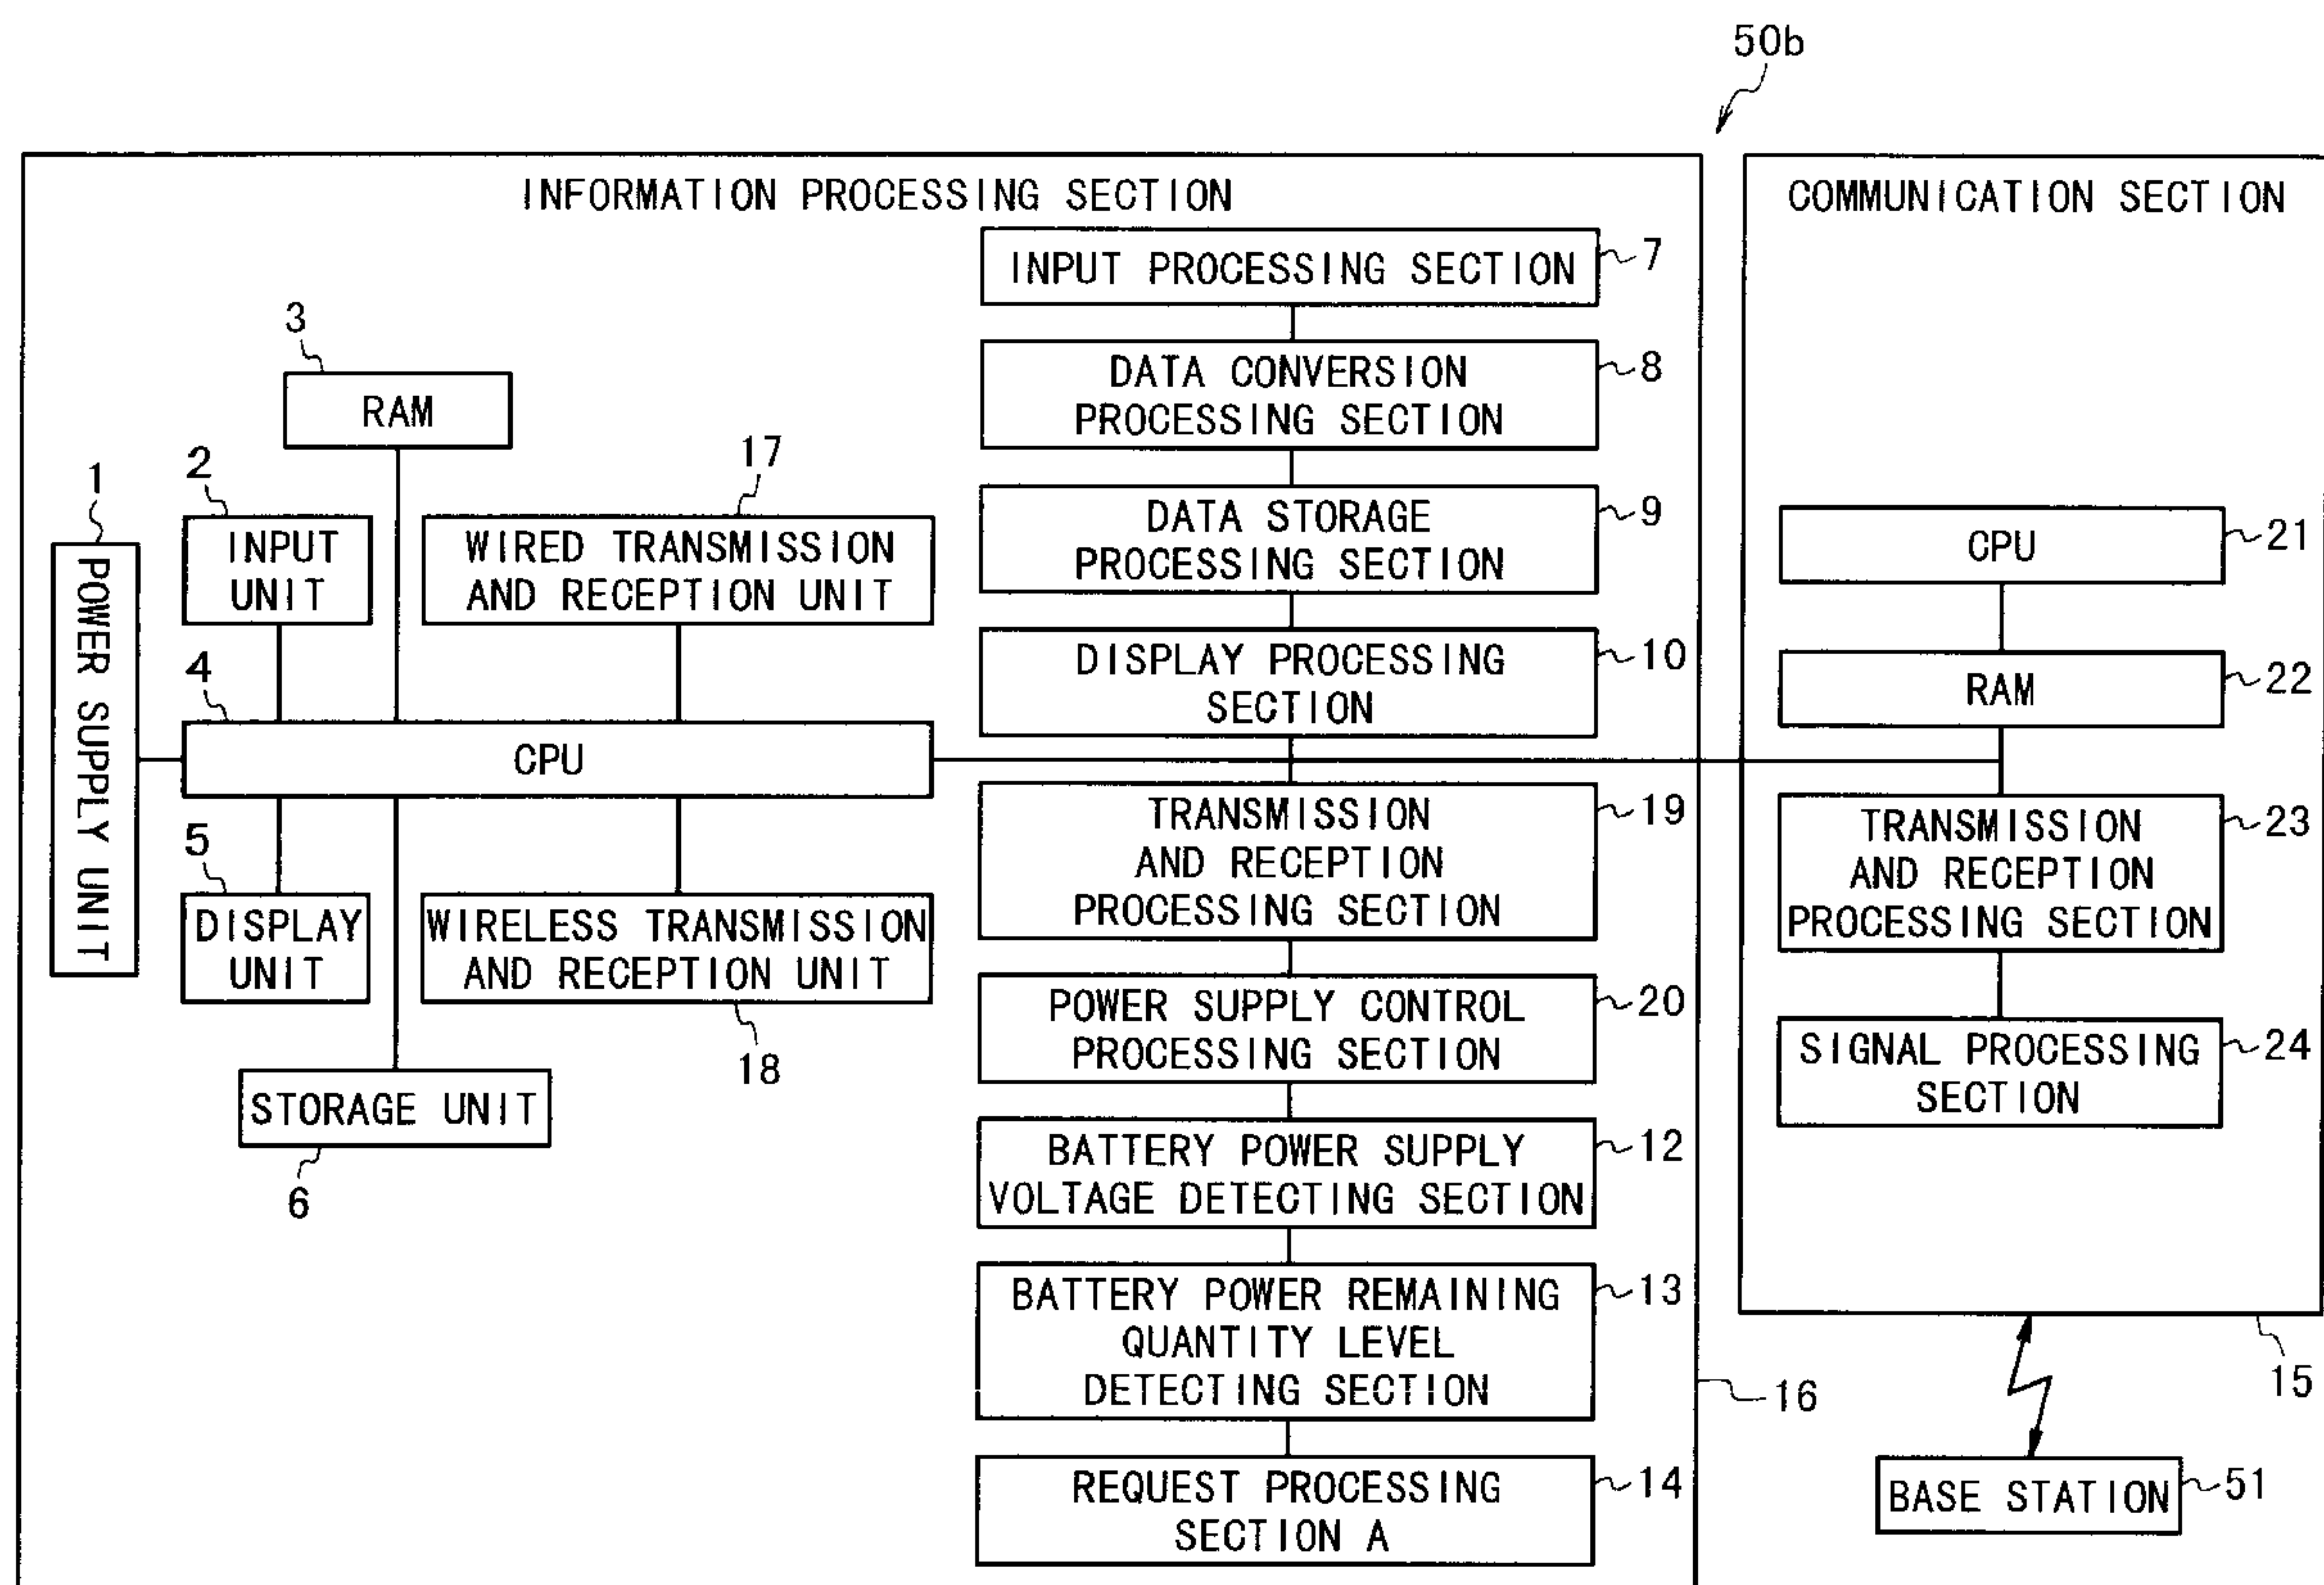 50b
INFORMATION PROCESSING SECTION
COMMUNICATION SECTION
INPUT PROCESSING SECTION
7
3
RAM
DATA CONVERSION
PROCESSING SECTION
8
1
POWER SUPPLY UNIT
2
INPUT
UNIT
17
WIRED TRANSMISSION
AND RECEPTION UNIT
DATA STORAGE
PROCESSING SECTION
9
4
CPU
DISPLAY PROCESSING
SECTION
10
5
DISPLAY
UNIT
WIRELESS TRANSMISSION
AND RECEPTION UNIT
18
STORAGE UNIT
6
TRANSMISSION
AND RECEPTION
PROCESSING SECTION
19
POWER SUPPLY CONTROL
PROCESSING SECTION
20
BATTERY POWER SUPPLY
VOLTAGE DETECTING SECTION
12
BATTERY POWER REMAINING
QUANTITY LEVEL
DETECTING SECTION
13
REQUEST PROCESSING
SECTION A
14
16
CPU
21
RAM
22
TRANSMISSION
AND RECEPTION
PROCESSING SECTION
23
SIGNAL PROCESSING
SECTION
24
15
BASE STATION
51